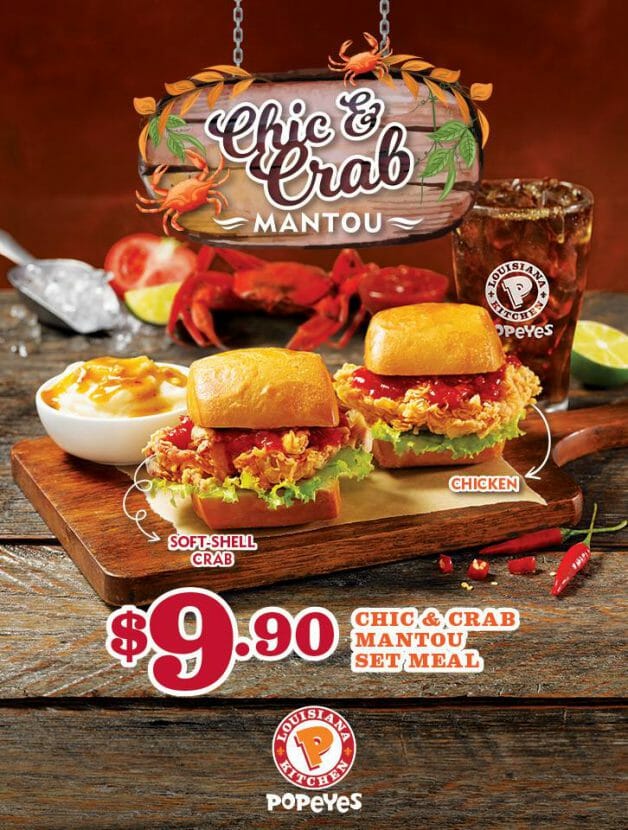 Chic &
Crab
MANTOU
LOUISIANA
P
KITCHEN
POPEYES
CHICKEN
SOFT-SHELL
CRAB
$9.90
CHIC & CRAB
MANTOU
SET MEAL
LOUISIANA
P
KITCHEN
POPEYES